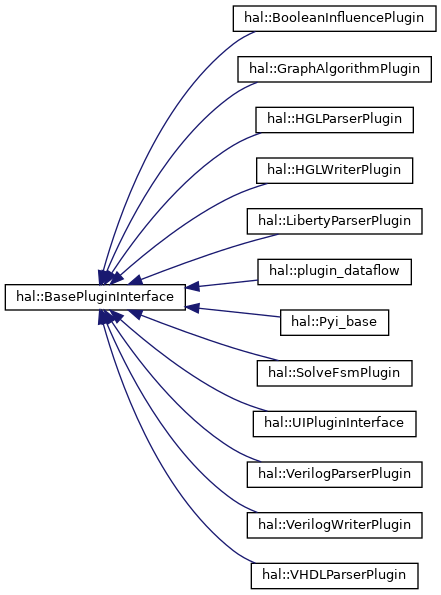 hal::BooleanInfluencePlugin
hal::GraphAlgorithmPlugin
hal::HGLParserPlugin
hal::HGLWriterPlugin
hal::LibertyParserPlugin
hal::plugin_dataflow
hal::BasePluginInterface
hal::Pyi_base
hal::SolveFsmPlugin
hal::UIPluginInterface
hal::VerilogParserPlugin
hal::VerilogWriterPlugin
hal::VHDLParserPlugin